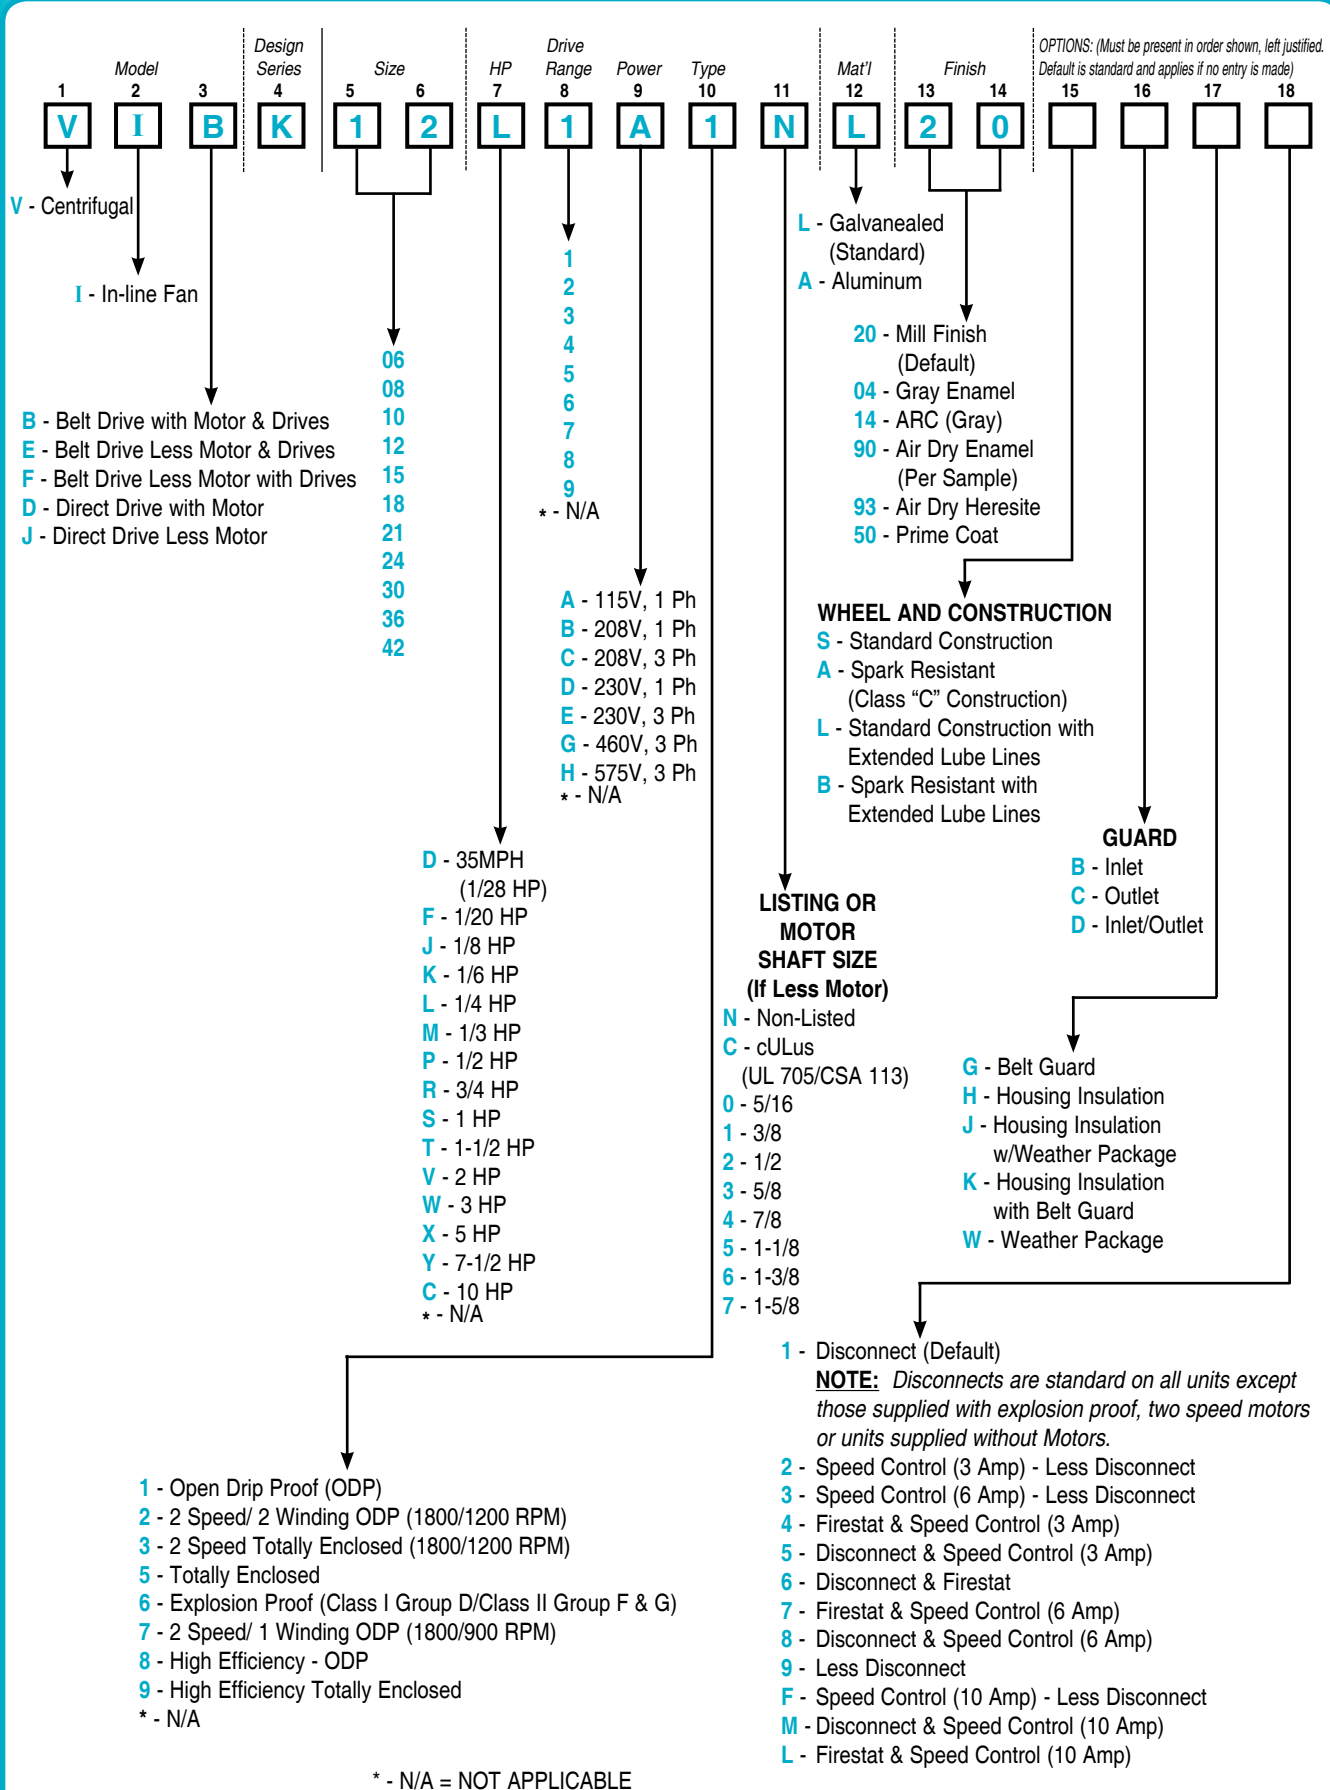 Design
Drive
OPTIONS: (Must be present in order shown, left justified.
Model
Series
Size
HP
Range
Power
Type
Mat'l
Finish
Default is standard and applies if no entry is made)
1 2 3 4 5 6 7 8 9 10 11 12 13 14 15 16 17 18
V I B K 1 2 L 1 A 1 N L 2 0
V - Centrifugal
I - In-line Fan
B - Belt Drive with Motor & Drives
E - Belt Drive Less Motor & Drives
F - Belt Drive Less Motor with Drives
D - Direct Drive with Motor
J - Direct Drive Less Motor
06
08
10
12
15
18
21
24
30
36
42
1
2
3
4
5
6
7
8
9
* - N/A
L - Galvanealed
(Standard)
A - Aluminum
20 - Mill Finish
(Default)
04 - Gray Enamel
14 - ARC (Gray)
90 - Air Dry Enamel
(Per Sample)
93 - Air Dry Heresite
50 - Prime Coat
A - 115V, 1 Ph
B - 208V, 1 Ph
C - 208V, 3 Ph
D - 230V, 1 Ph
E - 230V, 3 Ph
G - 460V, 3 Ph
H - 575V, 3 Ph
* - N/A
WHEEL AND CONSTRUCTION
S - Standard Construction
A - Spark Resistant
(Class “C” Construction)
L - Standard Construction with
Extended Lube Lines
B - Spark Resistant with
Extended Lube Lines
GUARD
B - Inlet
C - Outlet
D - Inlet/Outlet
D - 35MPH
(1/28 HP)
F - 1/20 HP
J - 1/8 HP
K - 1/6 HP
L - 1/4 HP
M - 1/3 HP
P - 1/2 HP
R - 3/4 HP
S - 1 HP
T - 1-1/2 HP
V - 2 HP
W - 3 HP
X - 5 HP
Y - 7-1/2 HP
C - 10 HP
* - N/A
LISTING OR
MOTOR
SHAFT SIZE
(If Less Motor)
N - Non-Listed
C - cULus
(UL 705/CSA 113)
0 - 5/16
1 - 3/8
2 - 1/2
3 - 5/8
4 - 7/8
5 - 1-1/8
6 - 1-3/8
7 - 1-5/8
G - Belt Guard
H - Housing Insulation
J - Housing Insulation
w/Weather Package
K - Housing Insulation
with Belt Guard
W - Weather Package
1 - Disconnect (Default)
NOTE: Disconnects are standard on all units except
those supplied with explosion proof, two speed motors
or units supplied without Motors.
2 - Speed Control (3 Amp) - Less Disconnect
3 - Speed Control (6 Amp) - Less Disconnect
4 - Firestat & Speed Control (3 Amp)
5 - Disconnect & Speed Control (3 Amp)
6 - Disconnect & Firestat
7 - Firestat & Speed Control (6 Amp)
8 - Disconnect & Speed Control (6 Amp)
9 - Less Disconnect
F - Speed Control (10 Amp) - Less Disconnect
M - Disconnect & Speed Control (10 Amp)
L - Firestat & Speed Control (10 Amp)
1 - Open Drip Proof (ODP)
2 - 2 Speed/ 2 Winding ODP (1800/1200 RPM)
3 - 2 Speed Totally Enclosed (1800/1200 RPM)
5 - Totally Enclosed
6 - Explosion Proof (Class I Group D/Class II Group F & G)
7 - 2 Speed/ 1 Winding ODP (1800/900 RPM)
8 - High Efficiency - ODP
9 - High Efficiency Totally Enclosed
* - N/A
* - N/A = NOT APPLICABLE